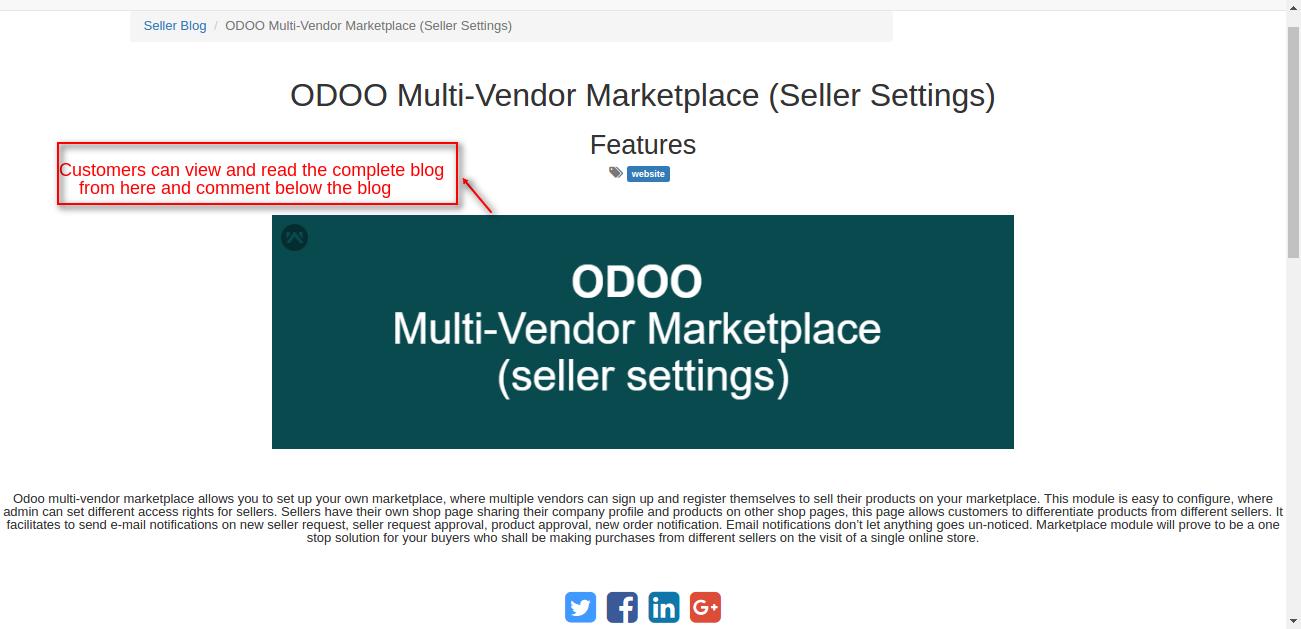 Seller Blog / ODOO Multi-Vendor Marketplace (Seller Settings)
ODOO Multi-Vendor Marketplace (Seller Settings)
Features
website
Customers can view and read the complete blog
from here and comment below the blog
ODOO
Multi-Vendor Marketplace
(seller settings)
Odoo multi-vendor marketplace allows you to set up your own marketplace, where multiple vendors can sign up and register themselves to sell their products on your marketplace. This module is easy to configure, where
admin can set different access rights for sellers. Sellers have their own shop page sharing their company profile and products on other shop pages, this page allows customers to differentiate products from different sellers. It
facilitates to send e-mail notifications on new seller request, seller request approval, product approval, new order notification. Email notifications don’t let anything goes un-noticed. Marketplace module will prove to be a one
stop solution for your buyers who shall be making purchases from different sellers on the visit of a single online store.